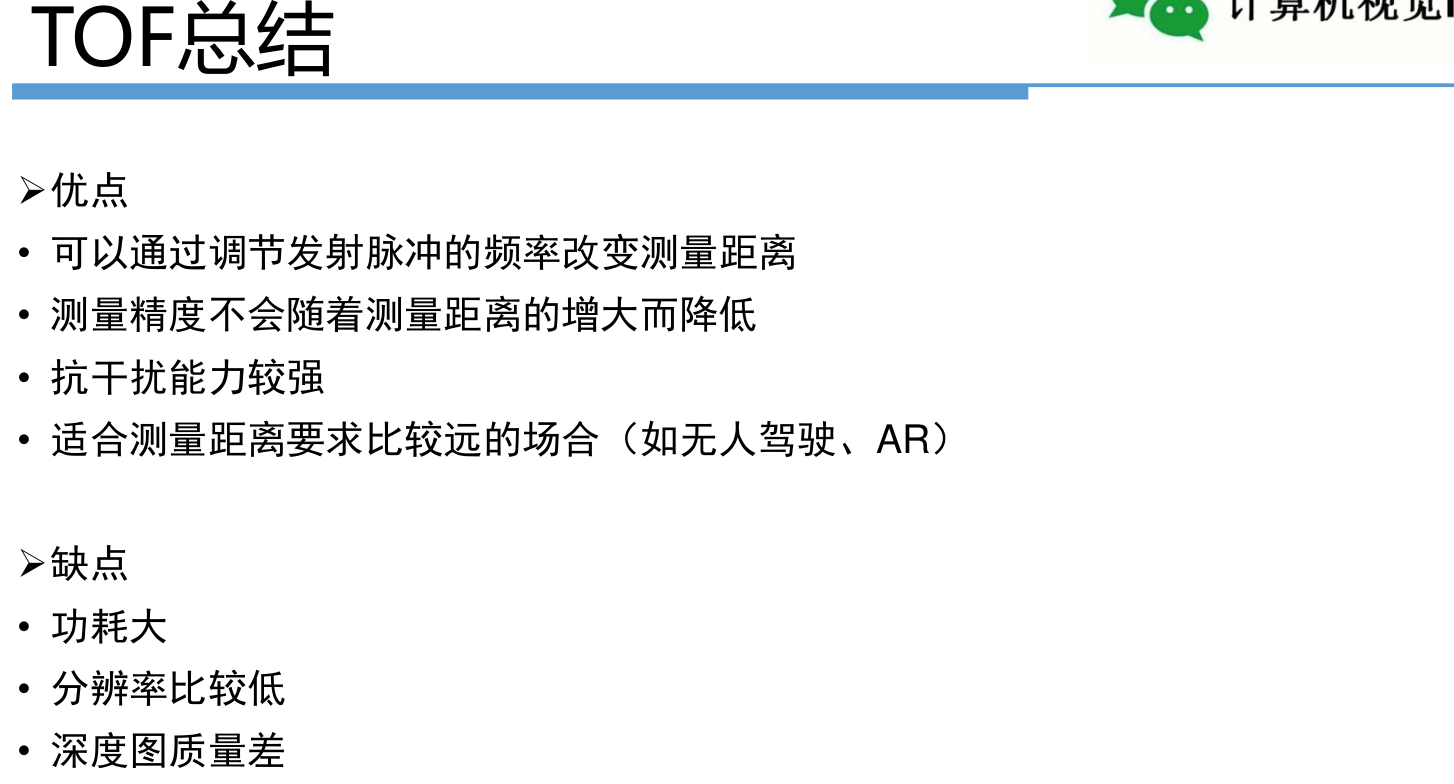 TOF总结
计算机视觉
➢优点
• 可以通过调节发射脉冲的频率改变测量距离
• 测量精度不会随着测量距离的增大而降低
• 抗干扰能力较强
• 适合测量距离要求比较远的场合（如无人驾驶、AR）
➢缺点
• 功耗大
• 分辨率比较低
• 深度图质量差